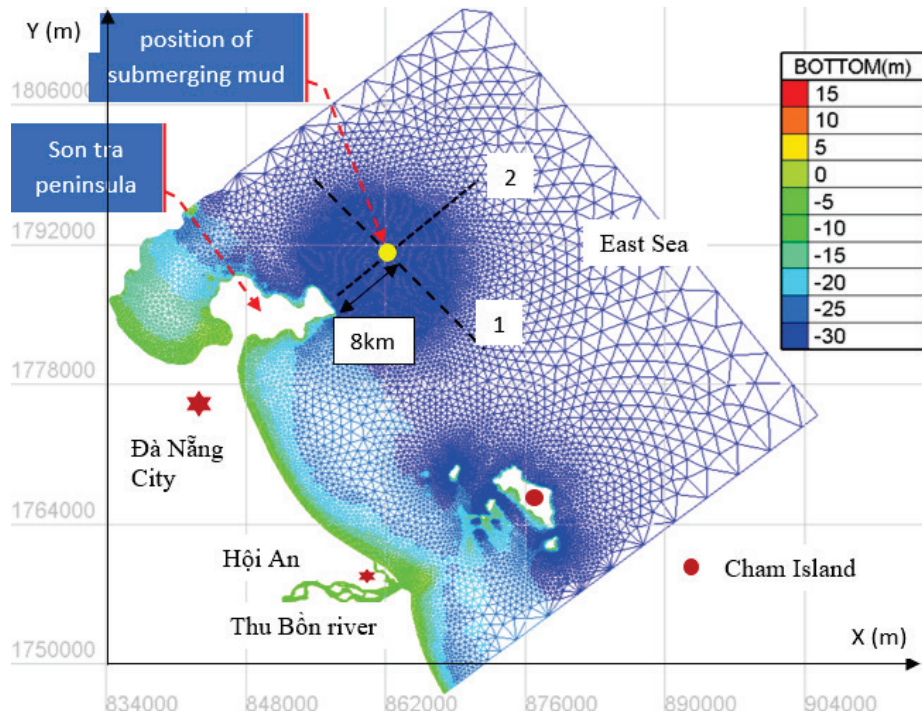 Y (m)
position of
submerging mud
1806000
BOTTOM(m)
15
10
5
0
-5
-10
-15
-20
-25
-30
Son tra
peninsula
2
1792000
East Sea
1
8km
1778000
Đà Nẵng
City
1764000
Hội An
Cham Island
Thu Bồn river
X (m)
1750000
834000
848000
862000
876000
890000
904000